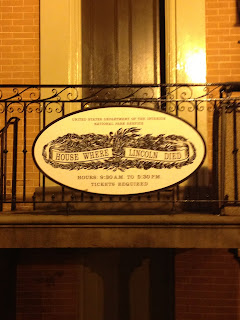 UNITED STATES DEPARTMENT OF THE INTERIOR
NATIONAL PARK SERVICE
HOUSE WHERE LINCOLN DIED
HOURS: 9:30 AM TO 5:30 PM
TICKETS REQUIRED